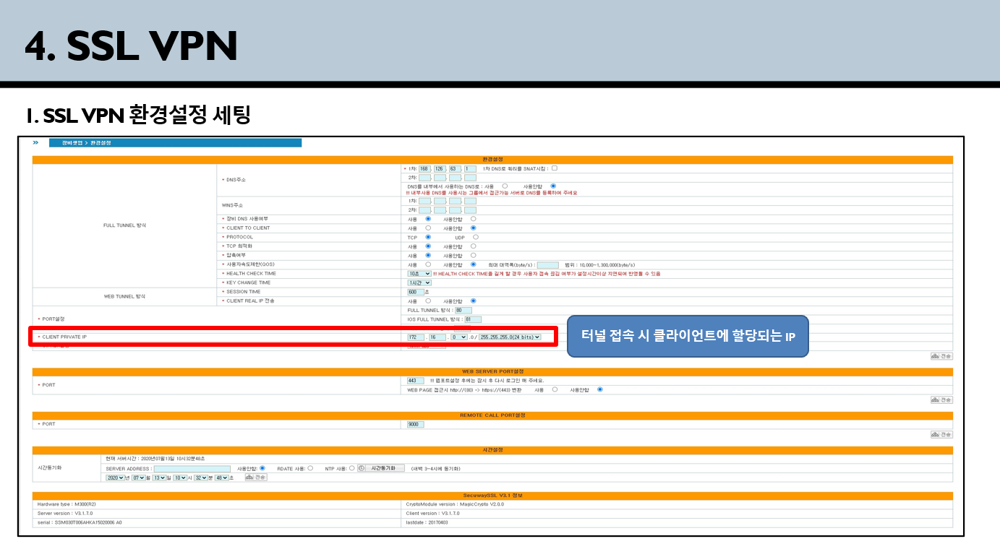 4. SSL VPN
1. SSL VPN 환경설정 세팅
» 장비셋업 > 환경설정
환경설정
FULL TUNNEL 방식
* DNS주소
* 1차: 168 . 126 . 63 . 1 1차 DNS로 쿼리를 SNAT시킴 :
2차: . . .
DNS를 내부에서 사용하는 DNS로 : 사용 사용안함
!!! 내부사용 DNS를 사용시는 그룹에서 접근가능 서버로 DNS를 등록하여 주세요
WINS주소
1차: . . .
2차: . . .
* 장비 DNS 사용여부 사용 사용안함
* CLIENT TO CLIENT 사용 사용안함
* PROTOCOL TCP UDP
* TCP 최적화 사용 사용안함
* 압축여부 사용 사용안함
* 사용자속도제한(QOS) 사용 사용안함 최대 대역폭(byte/s) : 범위 : 10,000~1,300,000(byte/s)
* HEALTH CHECK TIME 10초 !!! HEALTH CHECK TIME를 길게 할 경우 사용자 접속 끊김 여부가 설정시간이상 지연되어 반영될 수 있음
* KEY CHANGE TIME 1시간
WEB TUNNEL 방식
* SESSION TIME 600 초
* CLIENT REAL IP 전송 사용 사용안함
* PORT설정
FULL TUNNEL 방식 : 80
IOS FULL TUNNEL 방식 : 81
* CLIENT PRIVATE IP 172 . 16 . 0 .0 / 255.255.255.0(24 bits)
터널 접속 시 클라이언트에 할당되는 IP
전송
WEB SERVER PORT설정
* PORT
443 !!! 웹포트설정 후에는 잠시 후 다시 로그인 해 주세요.
WEB PAGE 접근시 http://(80) -> https://(443) 변환 사용 사용안함
전송
REMOTE CALL PORT설정
* PORT 9000
전송
시간설정
시간동기화
현재 서버시간 : 2020년07월13일 10시32분48초
SERVER ADDRESS : 사용안함: RDATE 사용: NTP 사용: 시간동기화 (새벽 3~4시에 동기화)
2020 년 07 월 13 일 10 시 32 분 48 초 전송
SecuwaySSL V3.1 정보
Hardware type : M300(R2) CryptoModule version : MagicCrypto V2.0.0
Server version : V3.1.7.0 Client version : V3.1.7.0
serial : SSM030T006AHKA15020006 A0 lastdate : 20170403